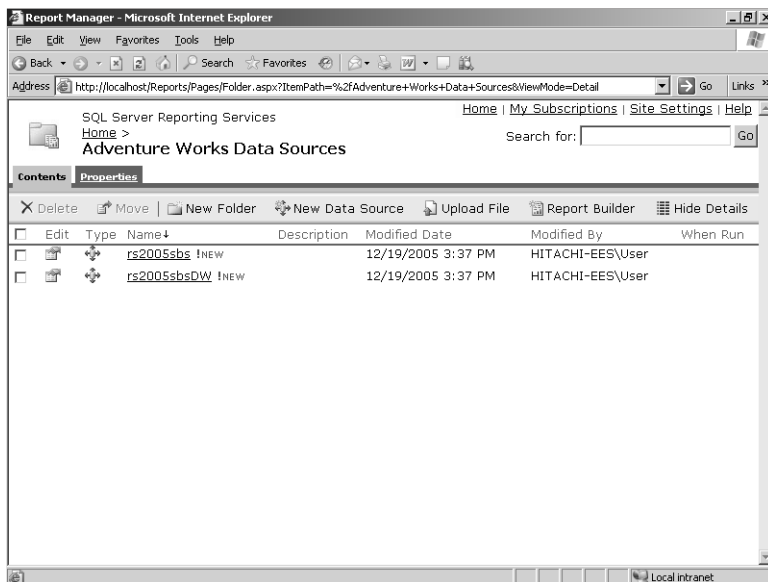 Report Manager - Microsoft Internet Explorer
File Edit View Favorites Tools Help
Back Search Favorites
Address http://localhost/Reports/Pages/Folder.aspx?ItemPath=%2fAdventure+Works+Data+Sources&ViewMode=Detail Go Links »
Home | My Subscriptions | Site Settings | Help
SQL Server Reporting Services
Home >
Adventure Works Data Sources
Search for: Go
Contents Properties
Delete Move | New Folder New Data Source Upload File Report Builder Hide Details
Edit Type Name↓ Description Modified Date Modified By When Run
rs2005sbs !NEW 12/19/2005 3:37 PM HITACHI-EES\User
rs2005sbsDW !NEW 12/19/2005 3:37 PM HITACHI-EES\User
Local intranet